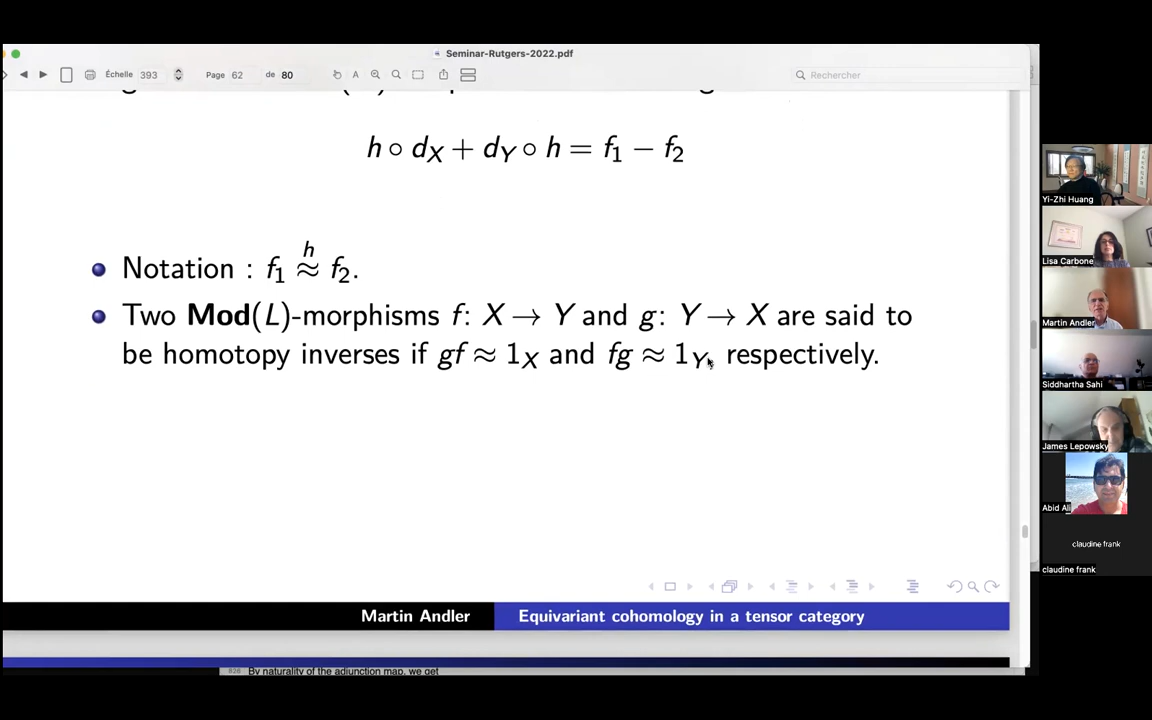 Seminar-Rutgers-2022.pdf
Échelle 393 Page 62 de 80 Rechercher
h ∘ d_X + d_Y ∘ h = f_1 − f_2
h
Notation : f_1 ≈ f_2.
Two Mod(L)-morphisms f: X → Y and g: Y → X are said to
be homotopy inverses if gf ≈ 1_X and fg ≈ 1_Y, respectively.
Martin Andler Equivariant cohomology in a tensor category
By naturality of the adjunction map, we get
Yi-Zhi Huang
Lisa Carbone
Martin Andler
Siddhartha Sahi
James Lepowsky
Abid Ali
claudine frank
claudine frank